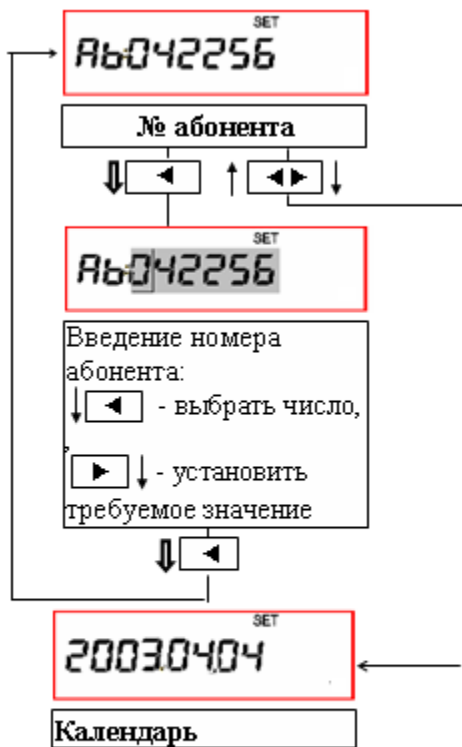 SET
Ab042256
№ абонента
SET
Ab042256
Введение номера
абонента:
- выбрать число,
,
- установить
требуемое значение
SET
2003.04.04
Календарь